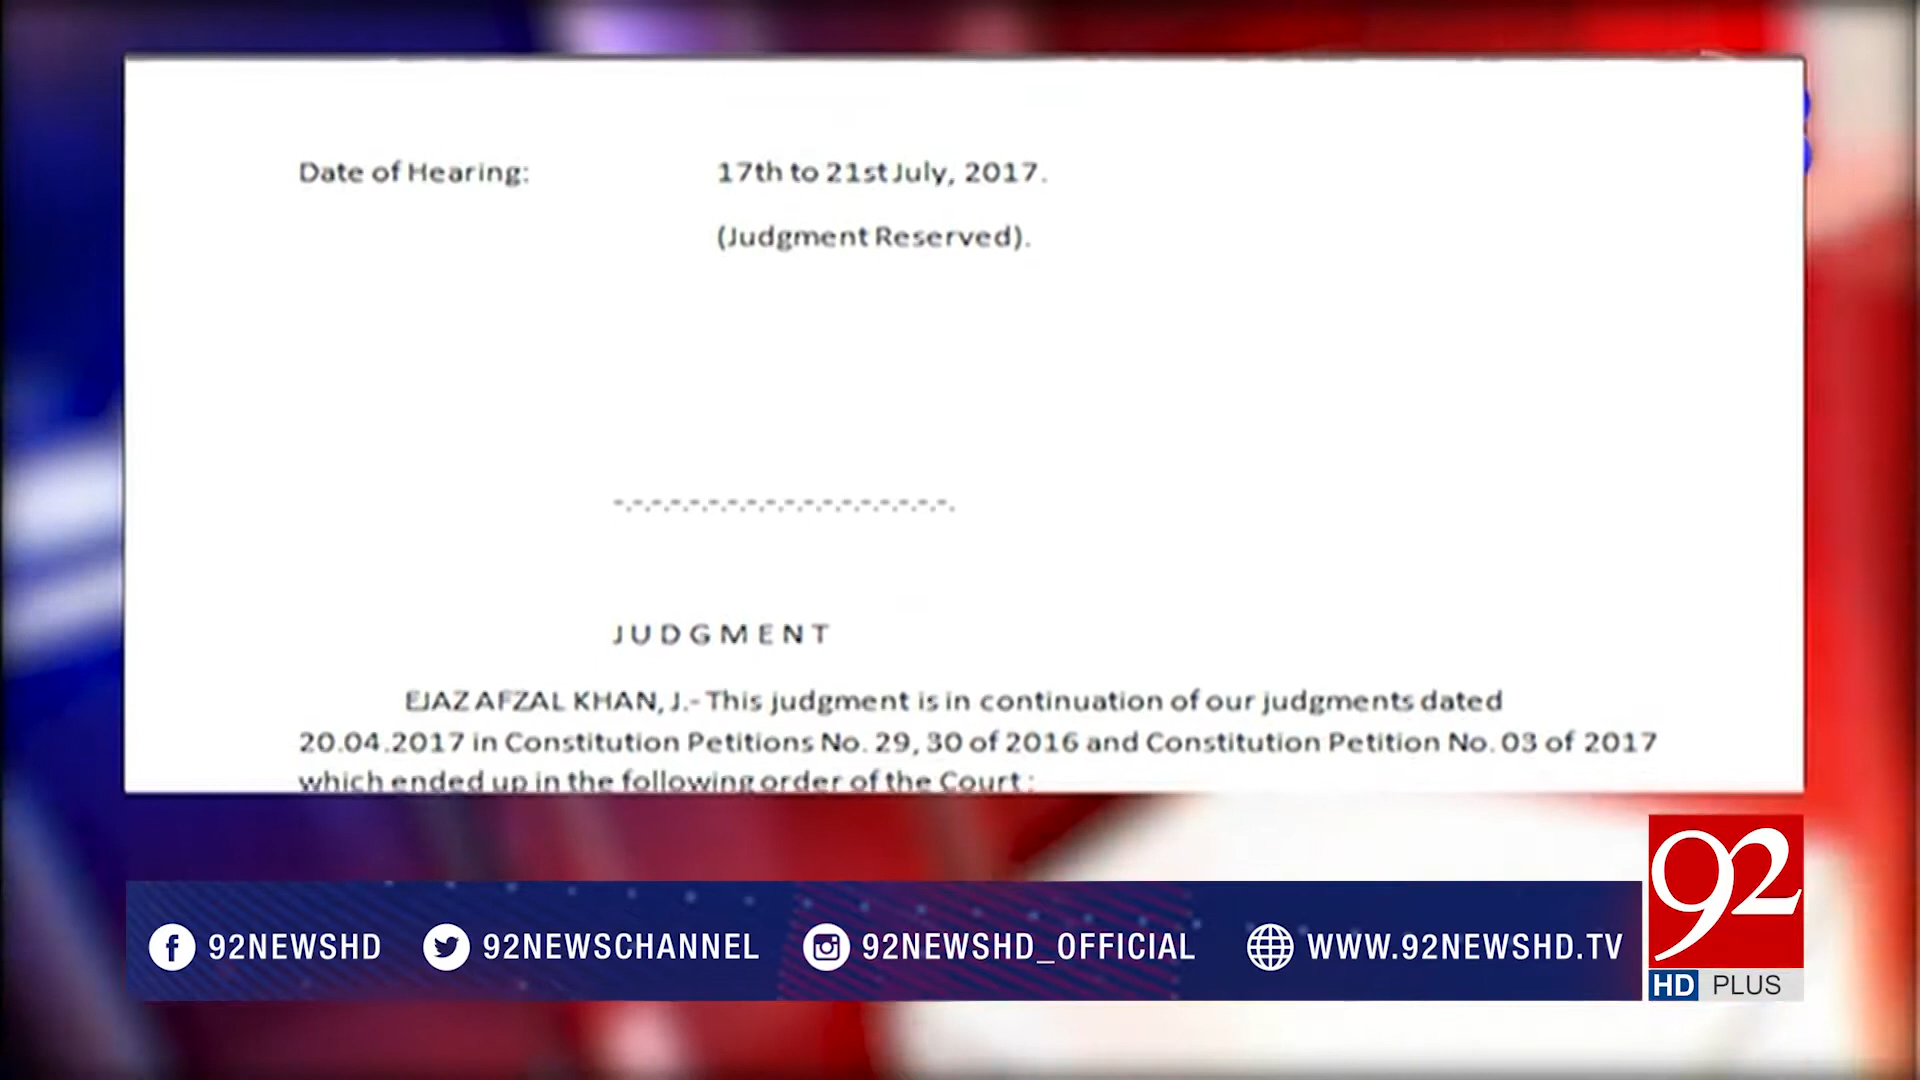 Date of Hearing: 17th to 21st July, 2017.
(Judgment Reserved).
-.-.-.-.-.-.-.-.-.-.-.-.-.-.-.-.-.-.
J U D G M E N T
EJAZ AFZAL KHAN, J.- This judgment is in continuation of our judgments dated
20.04.2017 in Constitution Petitions No. 29, 30 of 2016 and Constitution Petition No. 03 of 2017
which ended up in the following order of the Court :
92NEWSHD 92NEWSCHANNEL 92NEWSHD_OFFICIAL WWW.92NEWSHD.TV
92
HD PLUS